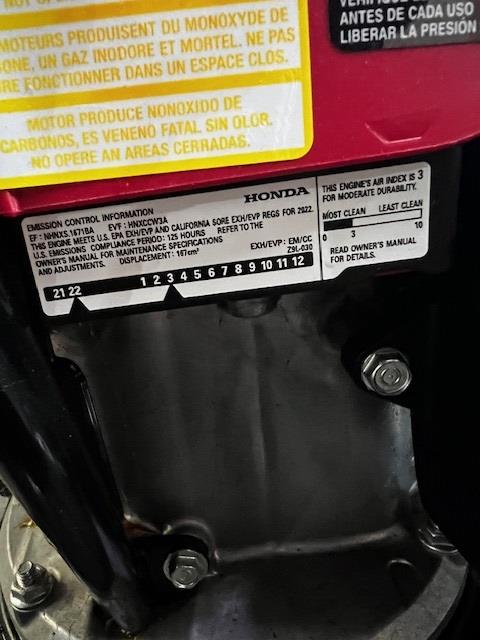 NOT
MOTEURS PRODUISENT DU MONOXYDE DE
UN GAZ INODORE ET MORTEL. NE PAS
FONCTIONNER DANS UN ESPACE CLOS.
MOTOR PRODUCE NONOXIDO DE
CARBONOS, ES VENENO FATAL SIN OLOR.
NO OPERE AN AREAS CERRADAS.
ANTES DE CADA USO
LIBERAR LA PRESIÓN
EMISSION CONTROL INFORMATION HONDA
EF: NHNXS.1671BA EVF: HNXCCW3A
THIS ENGINE MEETS U.S. EPA EXH/EVP AND CALIFORNIA SORE EXH/EVP REGS FOR 2022.
U.S. EMISSIONS COMPLIANCE PERIOD: 125 HOURS REFER TO THE
OWNER'S MANUAL FOR MAINTENANCE SPECIFICATIONS EXH/EVP: EM/CC
AND ADJUSTMENTS. DISPLACEMENT: 167cm³ Z9L-030
21 22 1 2 3 4 5 6 7 8 9 10 11 12
THIS ENGINE'S AIR INDEX IS 3
FOR MODERATE DURABILITY.
MOST CLEAN LEAST CLEAN
0 3 10
READ OWNER'S MANUAL
FOR DETAILS.